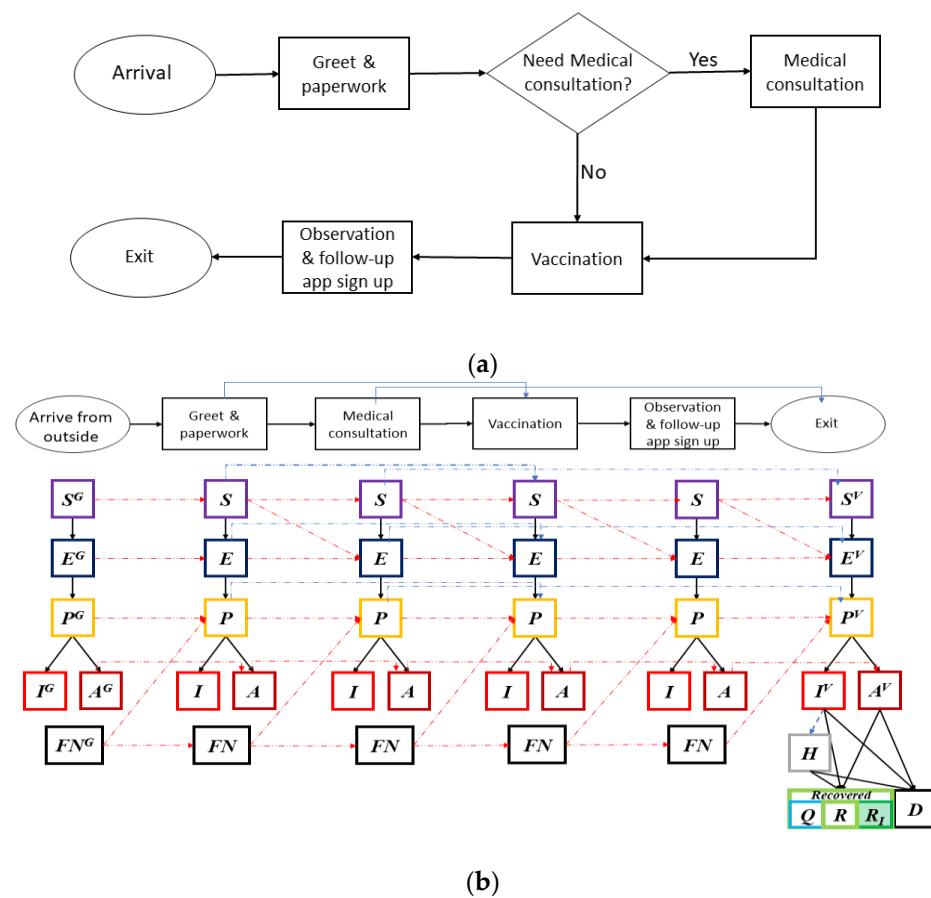 Arrival
Greet &
paperwork
Need Medical
consultation?
Yes
Medical
consultation
No
Exit
Observation
& follow-up
app sign up
Vaccination
(a)
Arrive from
outside
Greet &
paperwork
Medical
consultation
Vaccination
Observation
& follow-up
app sign up
Exit
S^G S S S S S^V
E^G E E E E E^V
P^G P P P P P^V
I^G A^G I A I A I A I A I^V A^V
FN^G FN FN FN FN
H
Recovered
Q R R_I D
(b)